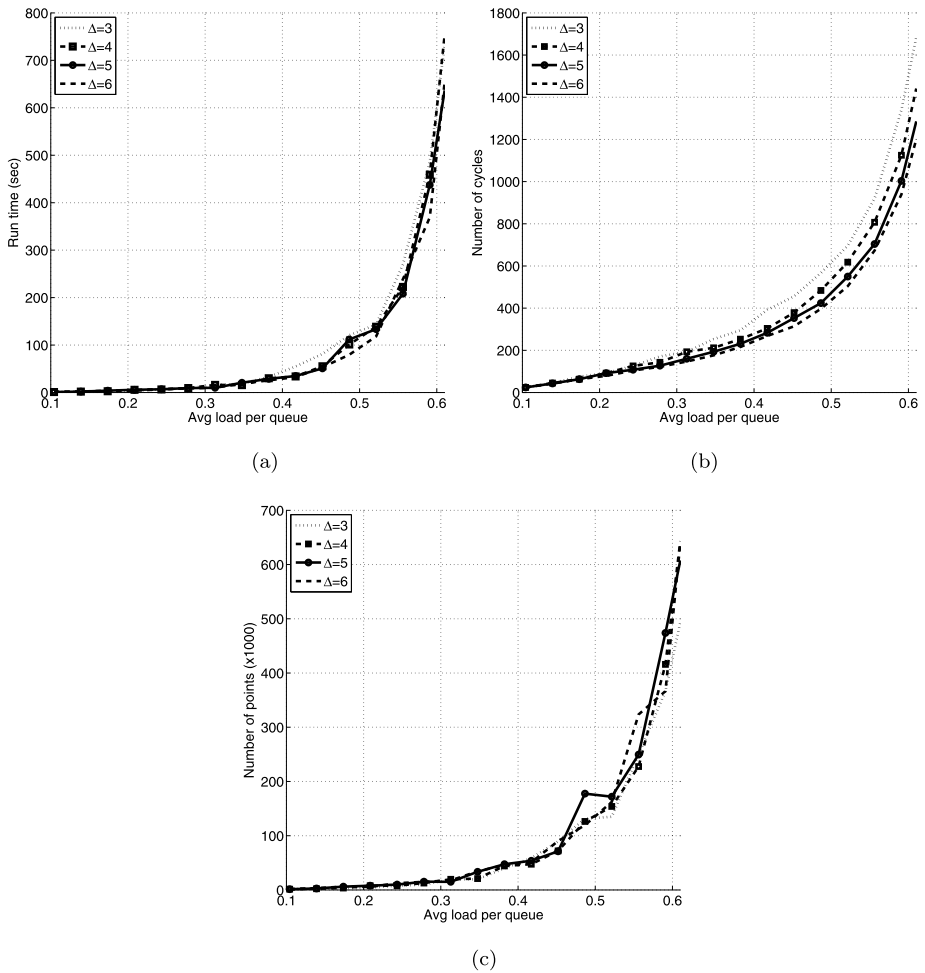 800
700
600
500
400
300
200
100
0
Run time (sec)
Δ=3
Δ=4
Δ=5
Δ=6
0.1 0.2 0.3 0.4 0.5 0.6
Avg load per queue
(a)
1800
1600
1400
1200
1000
800
600
400
200
0
Number of cycles
Δ=3
Δ=4
Δ=5
Δ=6
0.1 0.2 0.3 0.4 0.5 0.6
Avg load per queue
(b)
700
600
500
400
300
200
100
0
Number of points (x1000)
Δ=3
Δ=4
Δ=5
Δ=6
0.1 0.2 0.3 0.4 0.5 0.6
Avg load per queue
(c)